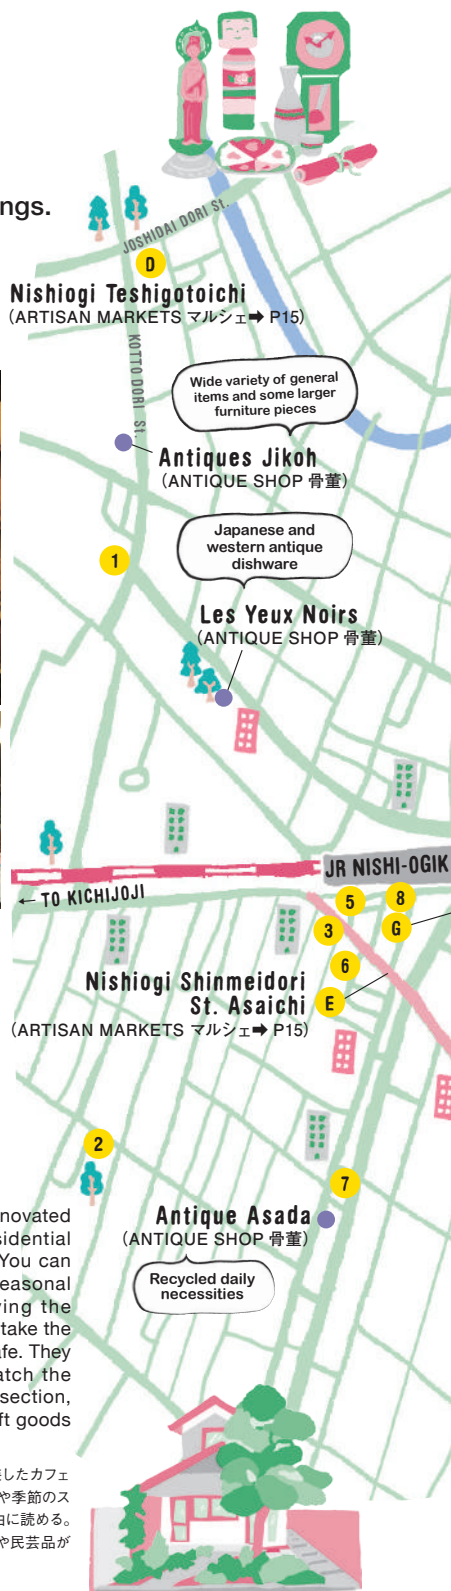 ngs.
JOSHIDAI DORI St.
D
Nishiogi Teshigotoichi
(ARTISAN MARKETS マルシェ➡ P15)
KOTTO DORI St.
Wide variety of general
items and some larger
furniture pieces
Antiques Jikoh
(ANTIQUE SHOP 骨董)
1
Japanese and
western antique
dishware
Les Yeux Noirs
(ANTIQUE SHOP 骨董)
JR NISHI-OGIK
← TO KICHIJOJI
5
8
3
G
6
Nishiogi Shinmeidori
St. Asaichi
E
(ARTISAN MARKETS マルシェ➡ P15)
2
7
Antique Asada
(ANTIQUE SHOP 骨董)
Recycled daily
necessities
novated
sidential
You can
easonal
ving the
take the
afe. They
atch the
section,
ft goods
したカフェ
や季節のス
由に読める。
や民芸品が